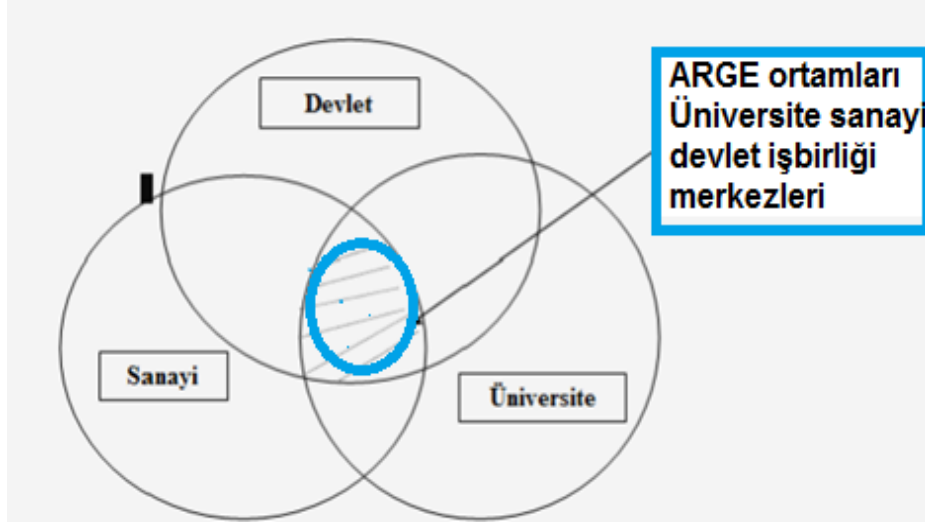 Devlet
ARGE ortamları
Üniversite sanayi
devlet işbirliği
merkezleri
Sanayi
Üniversite